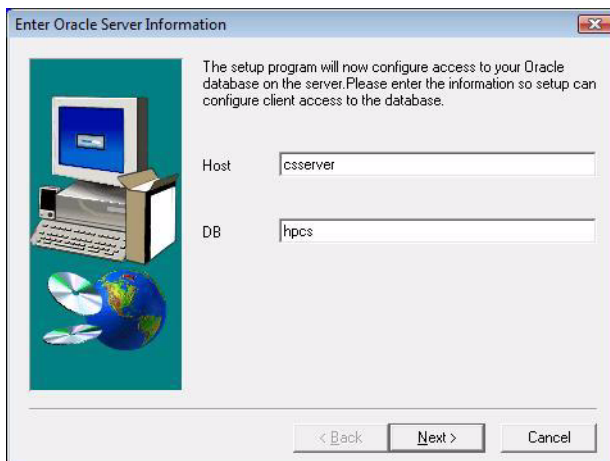 Enter Oracle Server Information
The setup program will now configure access to your Oracle
database on the server.Please enter the information so setup can
configure client access to the database.
Host
csserver
DB
hpcs
< Back
Next >
Cancel